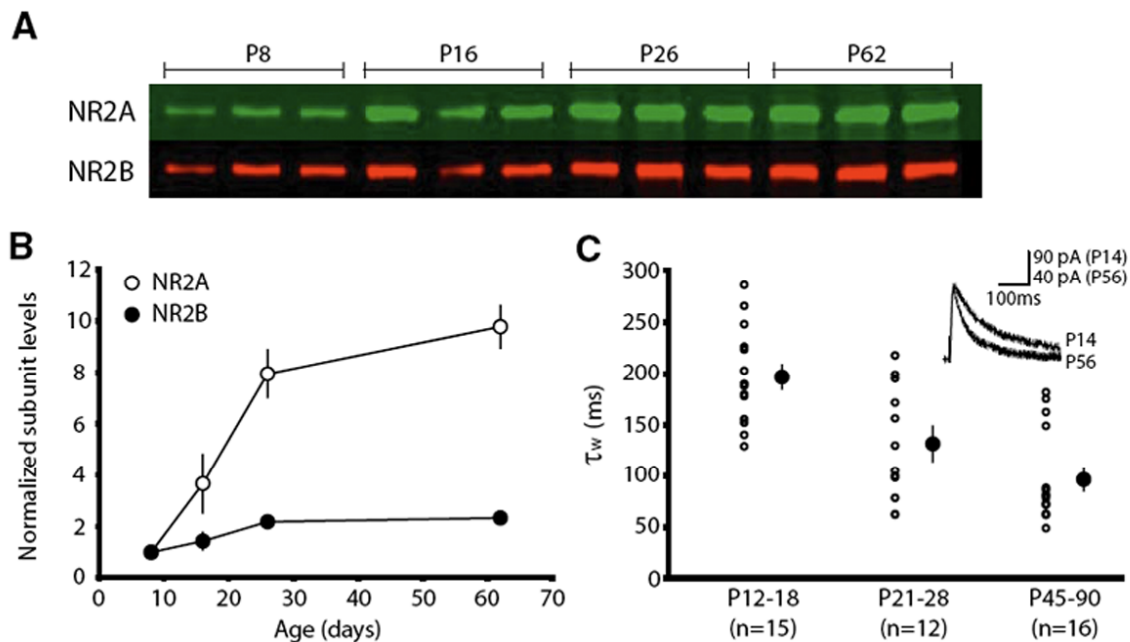 A
P8 P16 P26 P62
NR2A
NR2B
B
Normalized subunit levels
12
10
8
6
4
2
0
NR2A
NR2B
0 10 20 30 40 50 60 70
Age (days)
C
τw (ms)
300
250
200
150
100
50
0
90 pA (P14)
40 pA (P56)
100ms
P14
P56
P12-18 P21-28 P45-90
(n=15) (n=12) (n=16)